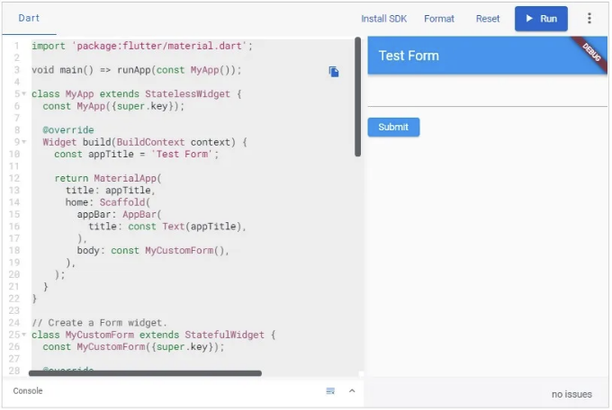 Dart
Install SDK Format Reset Run
1 import 'package:flutter/material.dart';
2
3 void main() => runApp(const MyApp());
4
5 class MyApp extends StatelessWidget {
6 const MyApp({super.key});
7
8 @override
9 Widget build(BuildContext context) {
10 const appTitle = 'Test Form';
11
12 return MaterialApp(
13 title: appTitle,
14 home: Scaffold(
15 appBar: AppBar(
16 title: const Text(appTitle),
17 ),
18 body: const MyCustomForm(),
19 ),
20 );
21 }
22 }
23
24 // Create a Form widget.
25 class MyCustomForm extends StatefulWidget {
26 const MyCustomForm({super.key});
27
28 @override
Test Form
DEBUG
Submit
Console
no issues